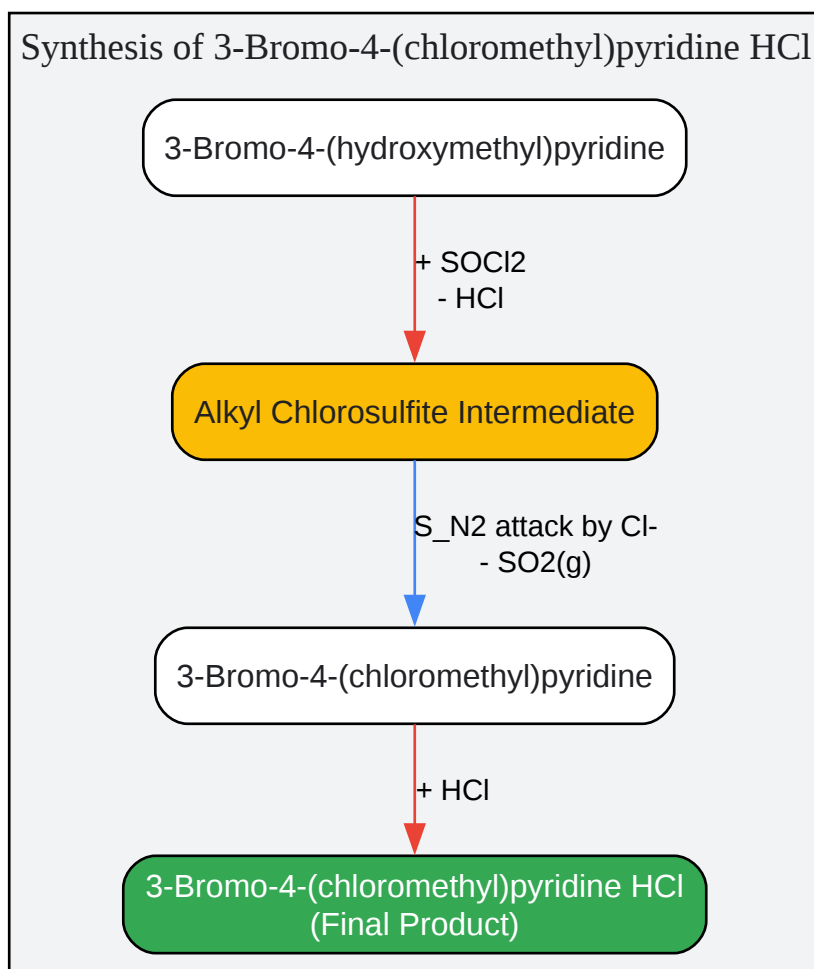 Synthesis of 3-Bromo-4-(chloromethyl)pyridine HCl
3-Bromo-4-(hydroxymethyl)pyridine
+ SOCl2
- HCl
Alkyl Chlorosulfite Intermediate
S_N2 attack by Cl-
- SO2(g)
3-Bromo-4-(chloromethyl)pyridine
+ HCl
3-Bromo-4-(chloromethyl)pyridine HCl
(Final Product)